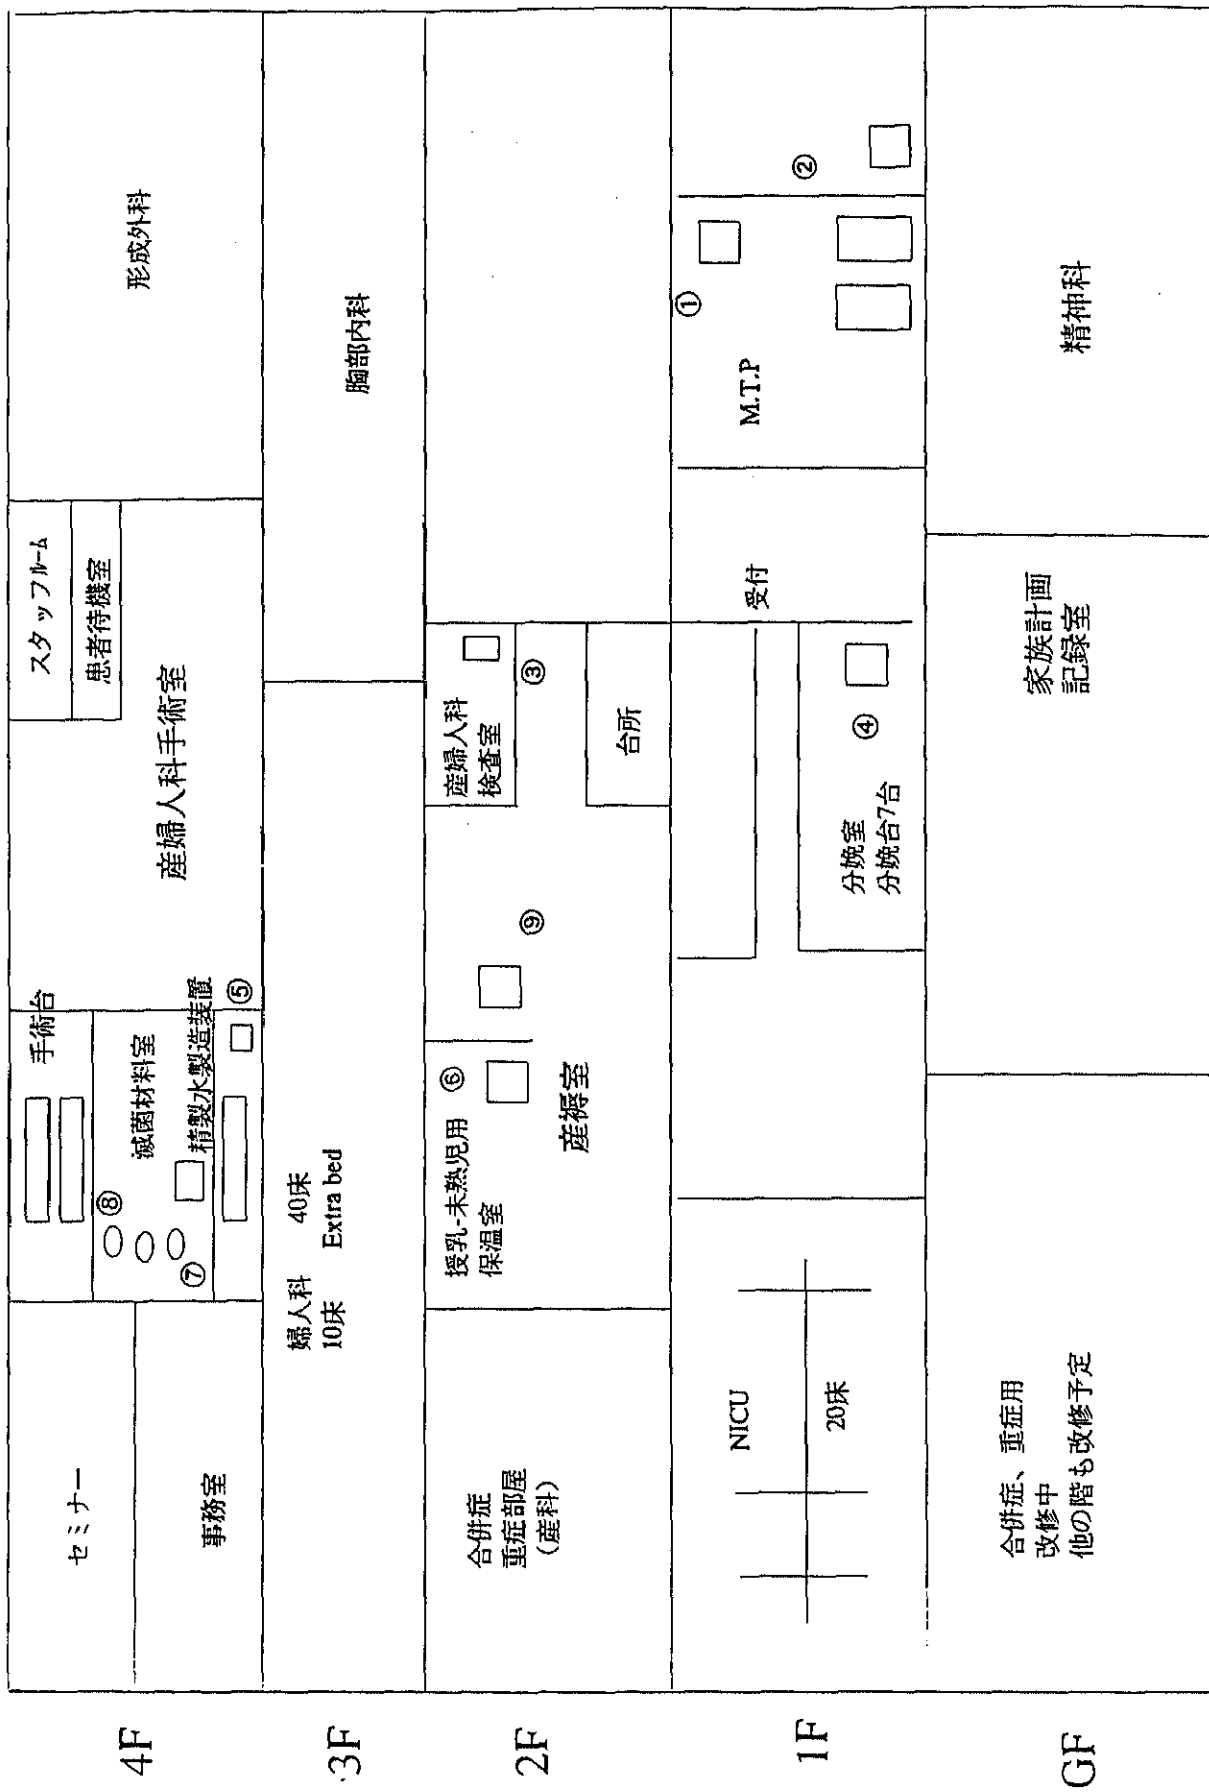 4F
セミナー
事務室
手術台
⑧
滅菌材料室
精製水製造装置
⑦
⑤
産婦人科手術室
スタッフルーム
患者待機室
形成外科
3F
婦人科 40床
10床 Extra bed
胸部内科
2F
合併症
重症部屋
(産科)
授乳-未熟児用
保温室
⑥
産褥室
⑨
産婦人科
検査室
③
台所
1F
NICU
20床
分娩室
分娩台7台
④
受付
M.T.P
①
②
GF
合併症、重症用
改修中
他の階も改修予定
家族計画
記録室
精神科